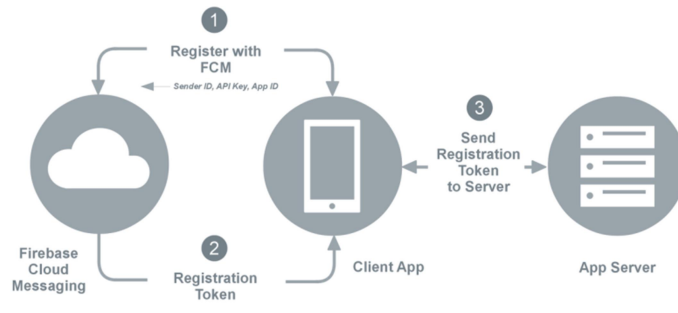 1
Register with
FCM
Sender ID, API Key, App ID
3
Send
Registration
Token
to Server
2
Registration
Token
Firebase
Cloud
Messaging
Client App
App Server